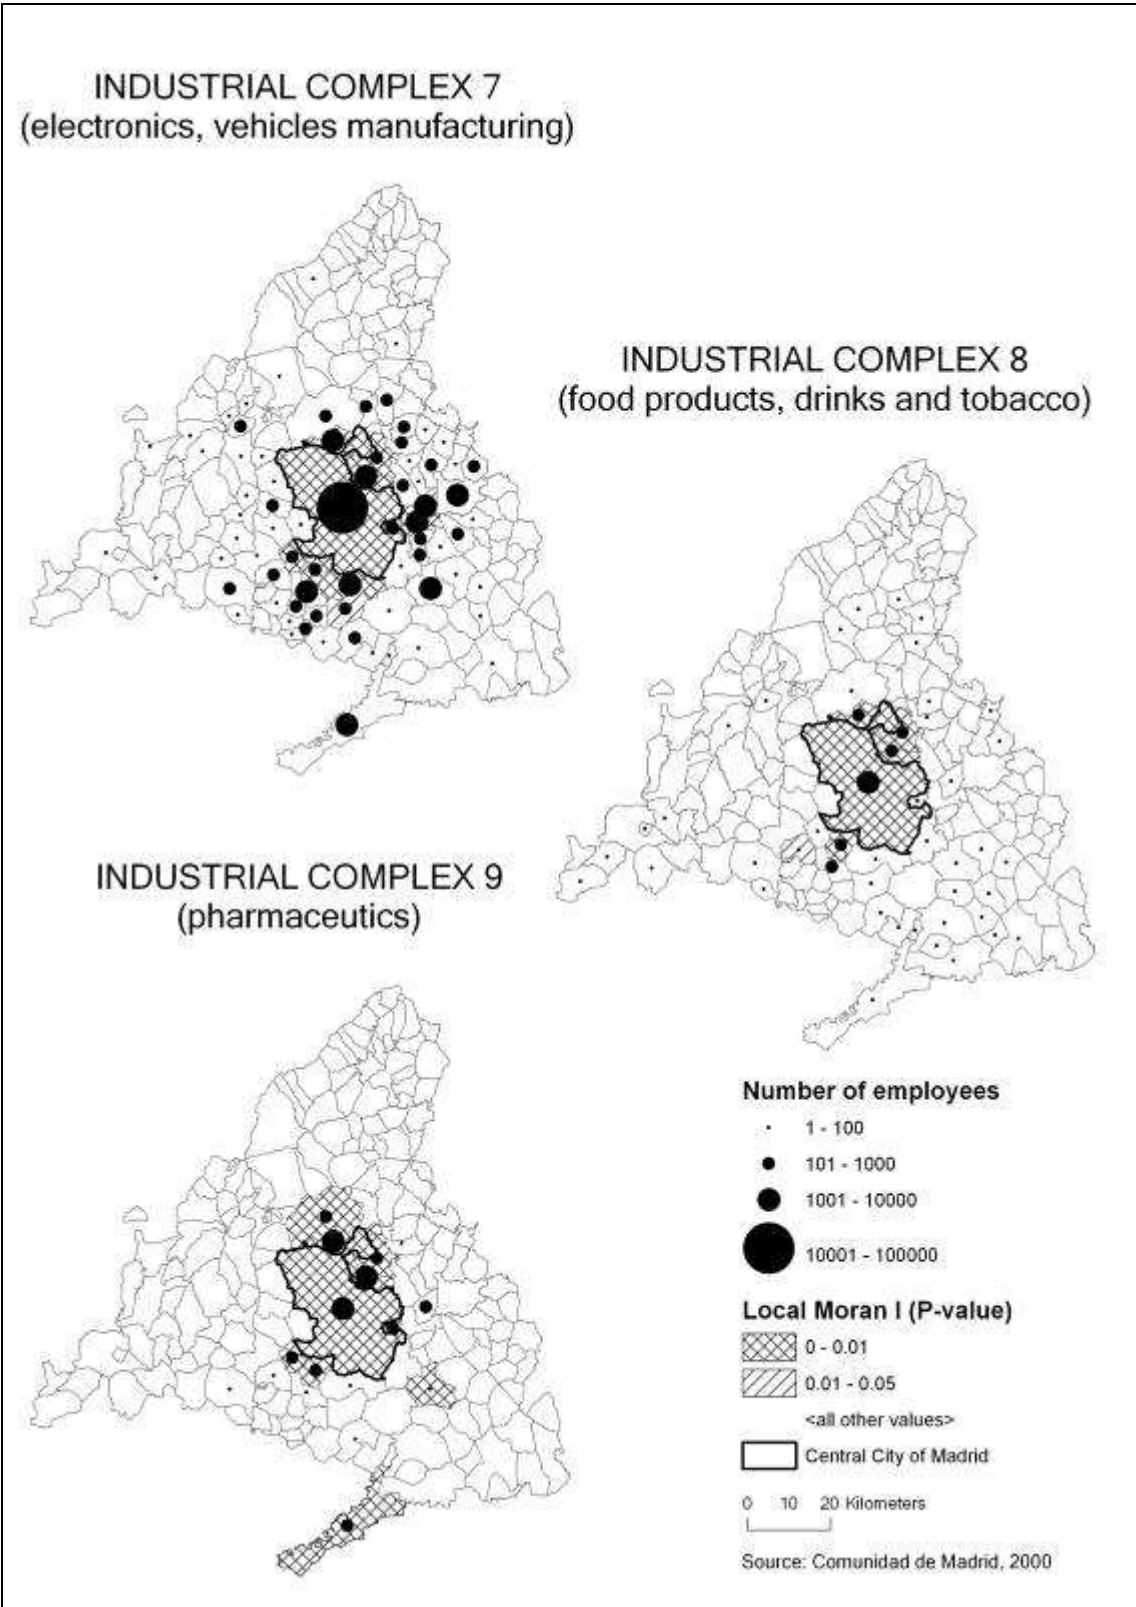 INDUSTRIAL COMPLEX 7
(electronics, vehicles manufacturing)
INDUSTRIAL COMPLEX 8
(food products, drinks and tobacco)
INDUSTRIAL COMPLEX 9
(pharmaceutics)
Number of employees
1 - 100
101 - 1000
1001 - 10000
10001 - 100000
Local Moran I (P-value)
0 - 0.01
0.01 - 0.05
<all other values>
Central City of Madrid
0 10 20 Kilometers
Source: Comunidad de Madrid, 2000